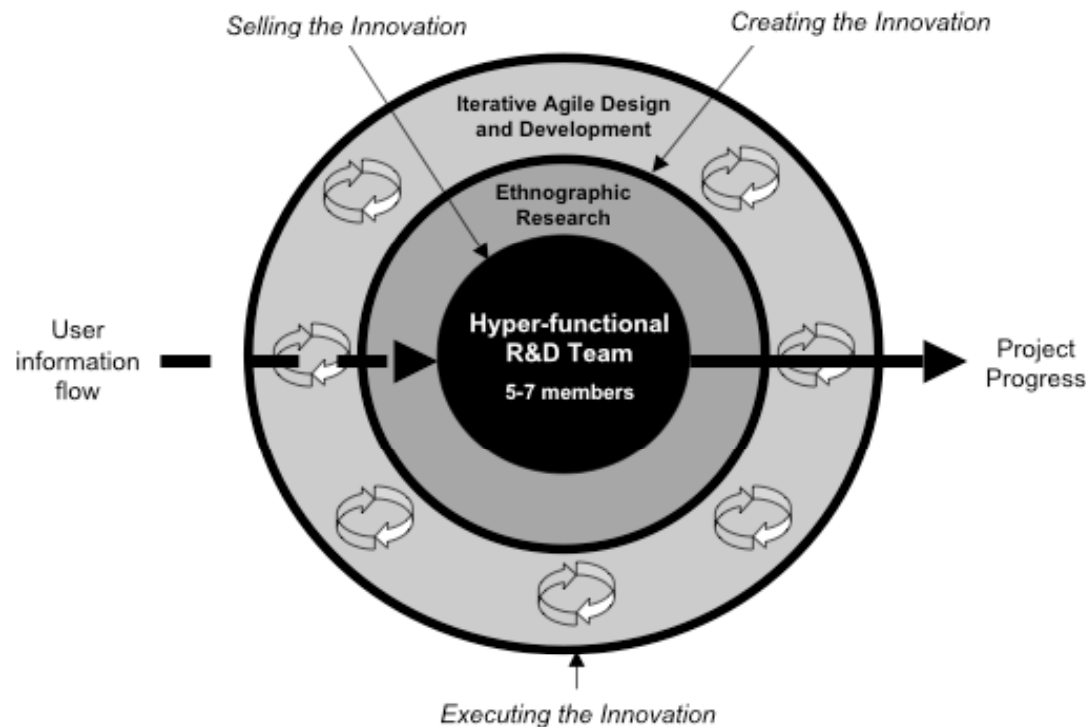 Selling the Innovation
Creating the Innovation
Iterative Agile Design
and Development
Ethnographic
Research
Hyper-functional
R&D Team
5-7 members
User
information
flow
Project
Progress
Executing the Innovation